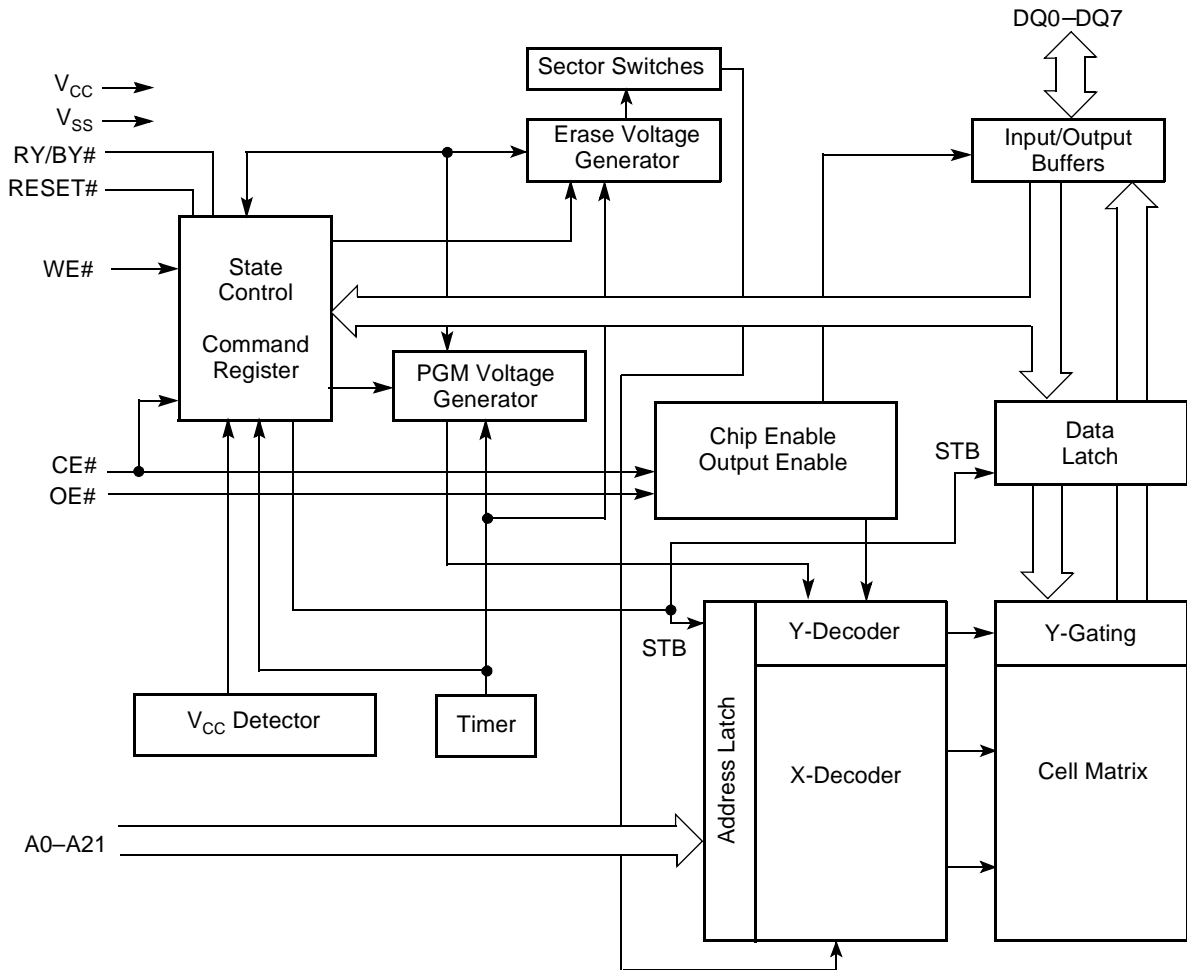 DQ0–DQ7
Sector Switches
VCC
VSS
RY/BY#
RESET#
Erase Voltage
Generator
Input/Output
Buffers
WE#
State
Control
Command
Register
PGM Voltage
Generator
CE#
OE#
Chip Enable
Output Enable
STB
Data
Latch
STB
Y-Decoder
Y-Gating
VCC Detector
Timer
Address Latch
X-Decoder
Cell Matrix
A0–A21